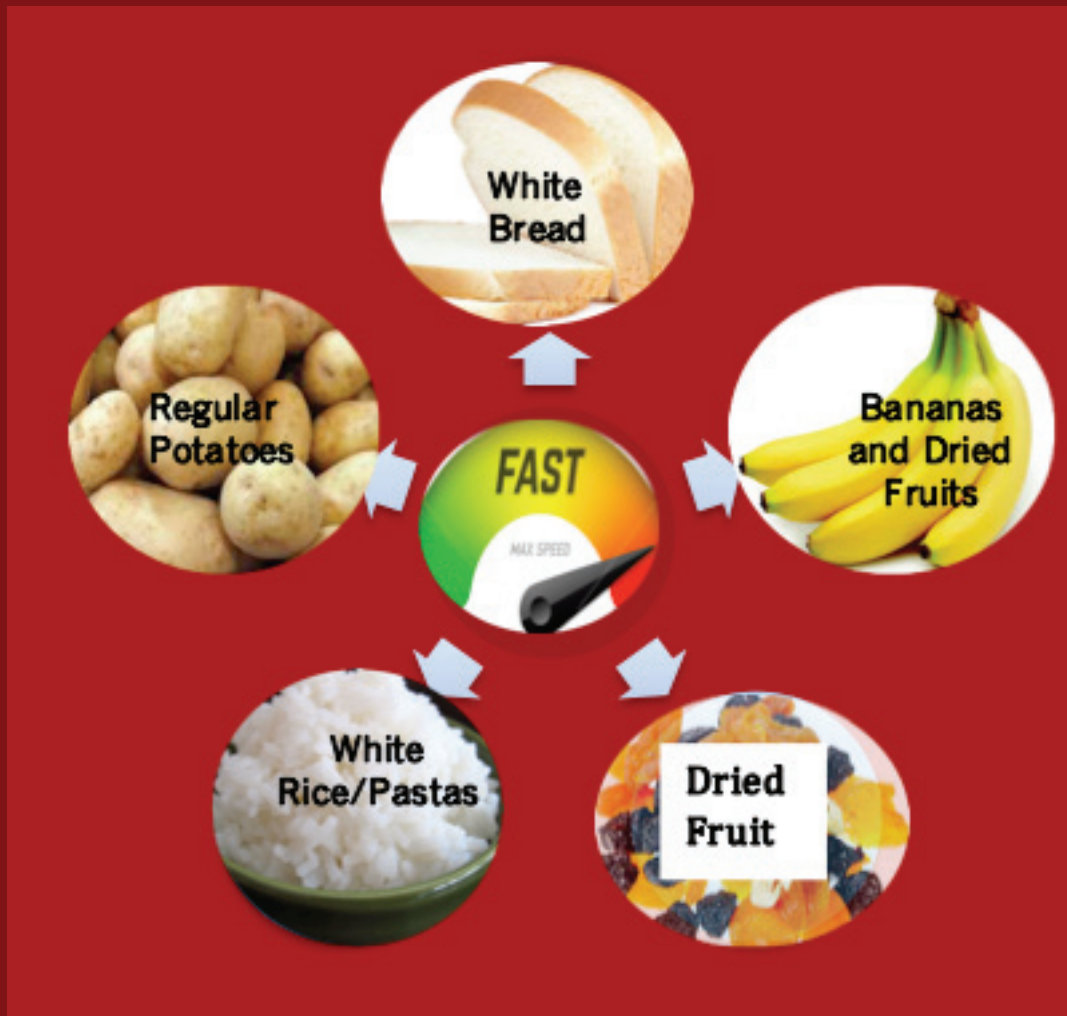 White
Bread
Regular
Potatoes
Bananas
and Dried
Fruits
FAST
MAX SPEED
White
Rice/Pastas
Dried
Fruit